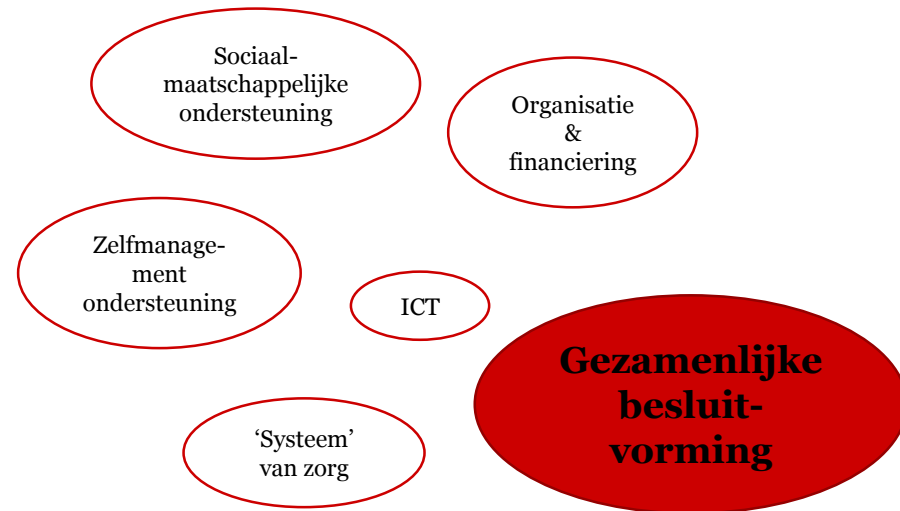 Sociaal-
maatschappelijke
ondersteuning
Organisatie
&
financiering
Zelfmanage-
ment
ondersteuning
ICT
Gezamenlijke
besluit-
vorming
‘Systeem’
van zorg